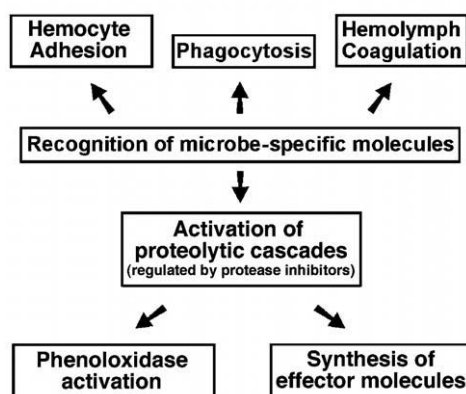 Hemocyte
Adhesion
Phagocytosis
Hemolymph
Coagulation
Recognition of microbe-specific molecules
Activation of
proteolytic cascades
(regulated by protease inhibitors)
Phenoloxidase
activation
Synthesis of
effector molecules